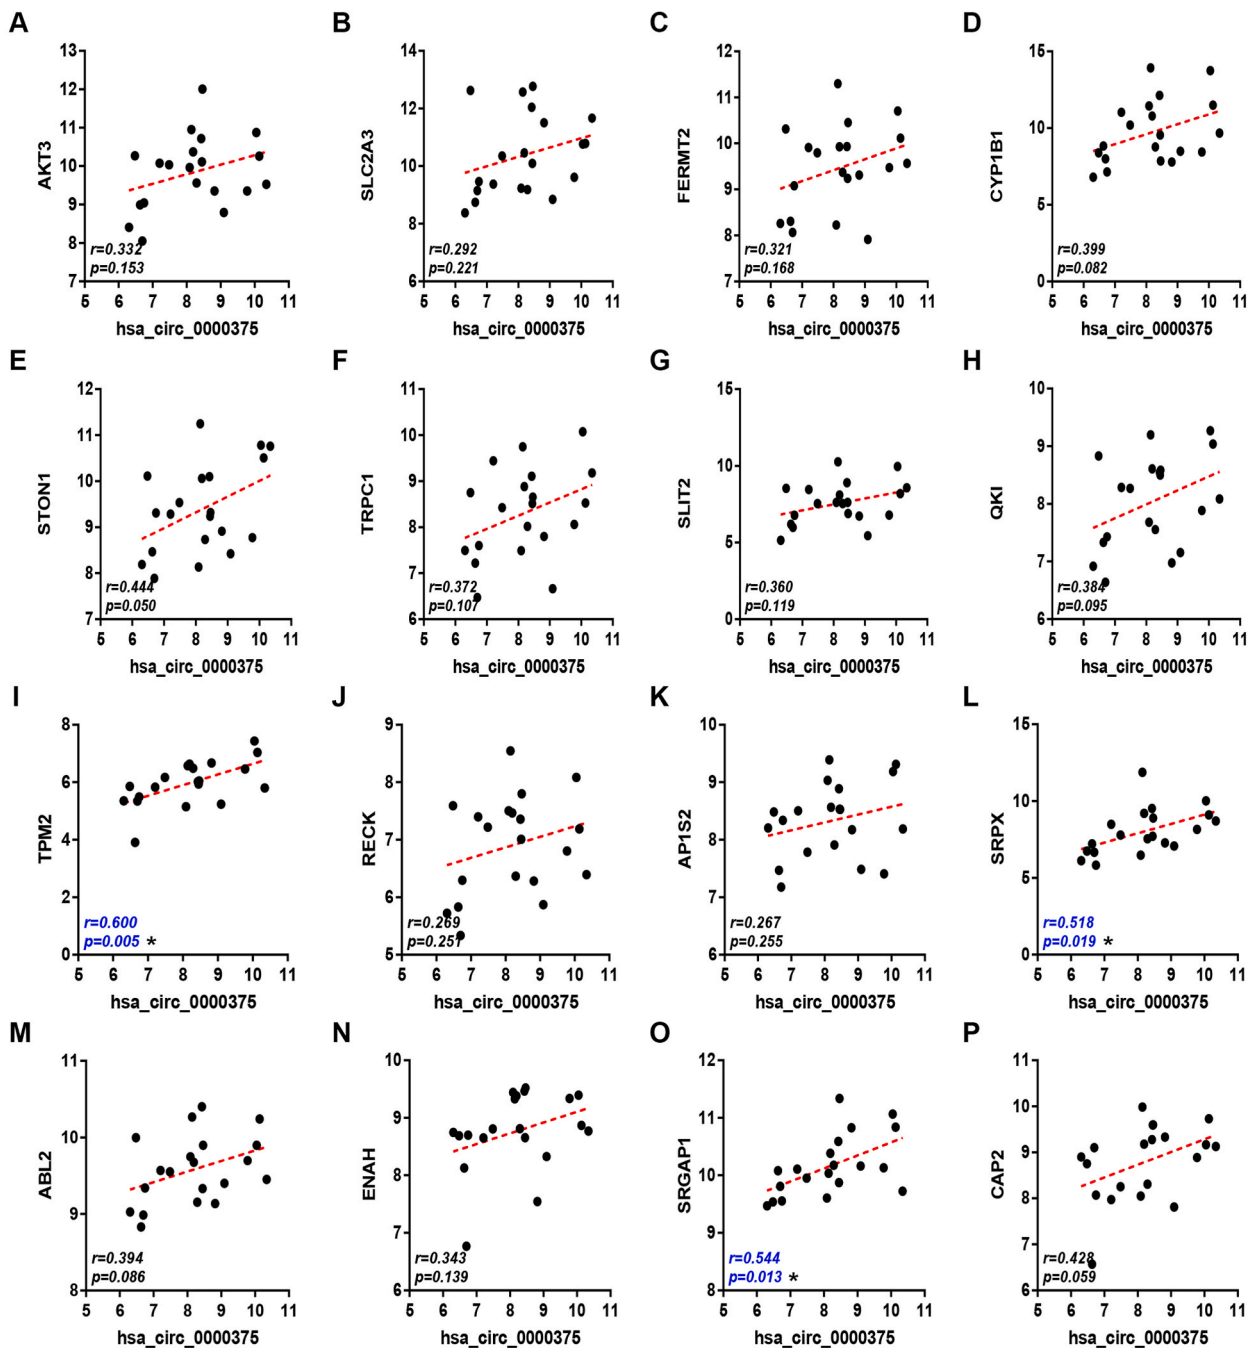 A
B
C
D
13
12
11
10
9
8
7
AKT3
r=0.332
p=0.153
5 6 7 8 9 10 11
hsa_circ_0000375
14
12
10
8
6
SLC2A3
r=0.292
p=0.221
5 6 7 8 9 10 11
hsa_circ_0000375
12
11
10
9
8
7
FERMT2
r=0.321
p=0.168
5 6 7 8 9 10 11
hsa_circ_0000375
15
10
5
0
CYP1B1
r=0.399
p=0.082
5 6 7 8 9 10 11
hsa_circ_0000375
E
F
G
H
12
11
10
9
8
7
STON1
r=0.444
p=0.050
5 6 7 8 9 10 11
hsa_circ_0000375
11
10
9
8
7
6
TRPC1
r=0.372
p=0.107
5 6 7 8 9 10 11
hsa_circ_0000375
15
10
5
0
SLIT2
r=0.360
p=0.119
5 6 7 8 9 10 11
hsa_circ_0000375
10
9
8
7
6
QKI
r=0.384
p=0.095
5 6 7 8 9 10 11
hsa_circ_0000375
I
J
K
L
8
6
4
2
0
TPM2
r=0.600
p=0.005 *
5 6 7 8 9 10 11
hsa_circ_0000375
9
8
7
6
5
RECK
r=0.269
p=0.251
5 6 7 8 9 10 11
hsa_circ_0000375
10
9
8
7
6
AP1S2
r=0.267
p=0.255
5 6 7 8 9 10 11
hsa_circ_0000375
15
10
5
0
SRPX
r=0.518
p=0.019 *
5 6 7 8 9 10 11
hsa_circ_0000375
M
N
O
P
11
10
9
8
ABL2
r=0.394
p=0.086
5 6 7 8 9 10 11
hsa_circ_0000375
10
9
8
7
6
ENAH
r=0.343
p=0.139
5 6 7 8 9 10 11
hsa_circ_0000375
12
11
10
9
8
SRGAP1
r=0.544
p=0.013 *
5 6 7 8 9 10 11
hsa_circ_0000375
11
10
9
8
7
6
CAP2
r=0.428
p=0.059
5 6 7 8 9 10 11
hsa_circ_0000375